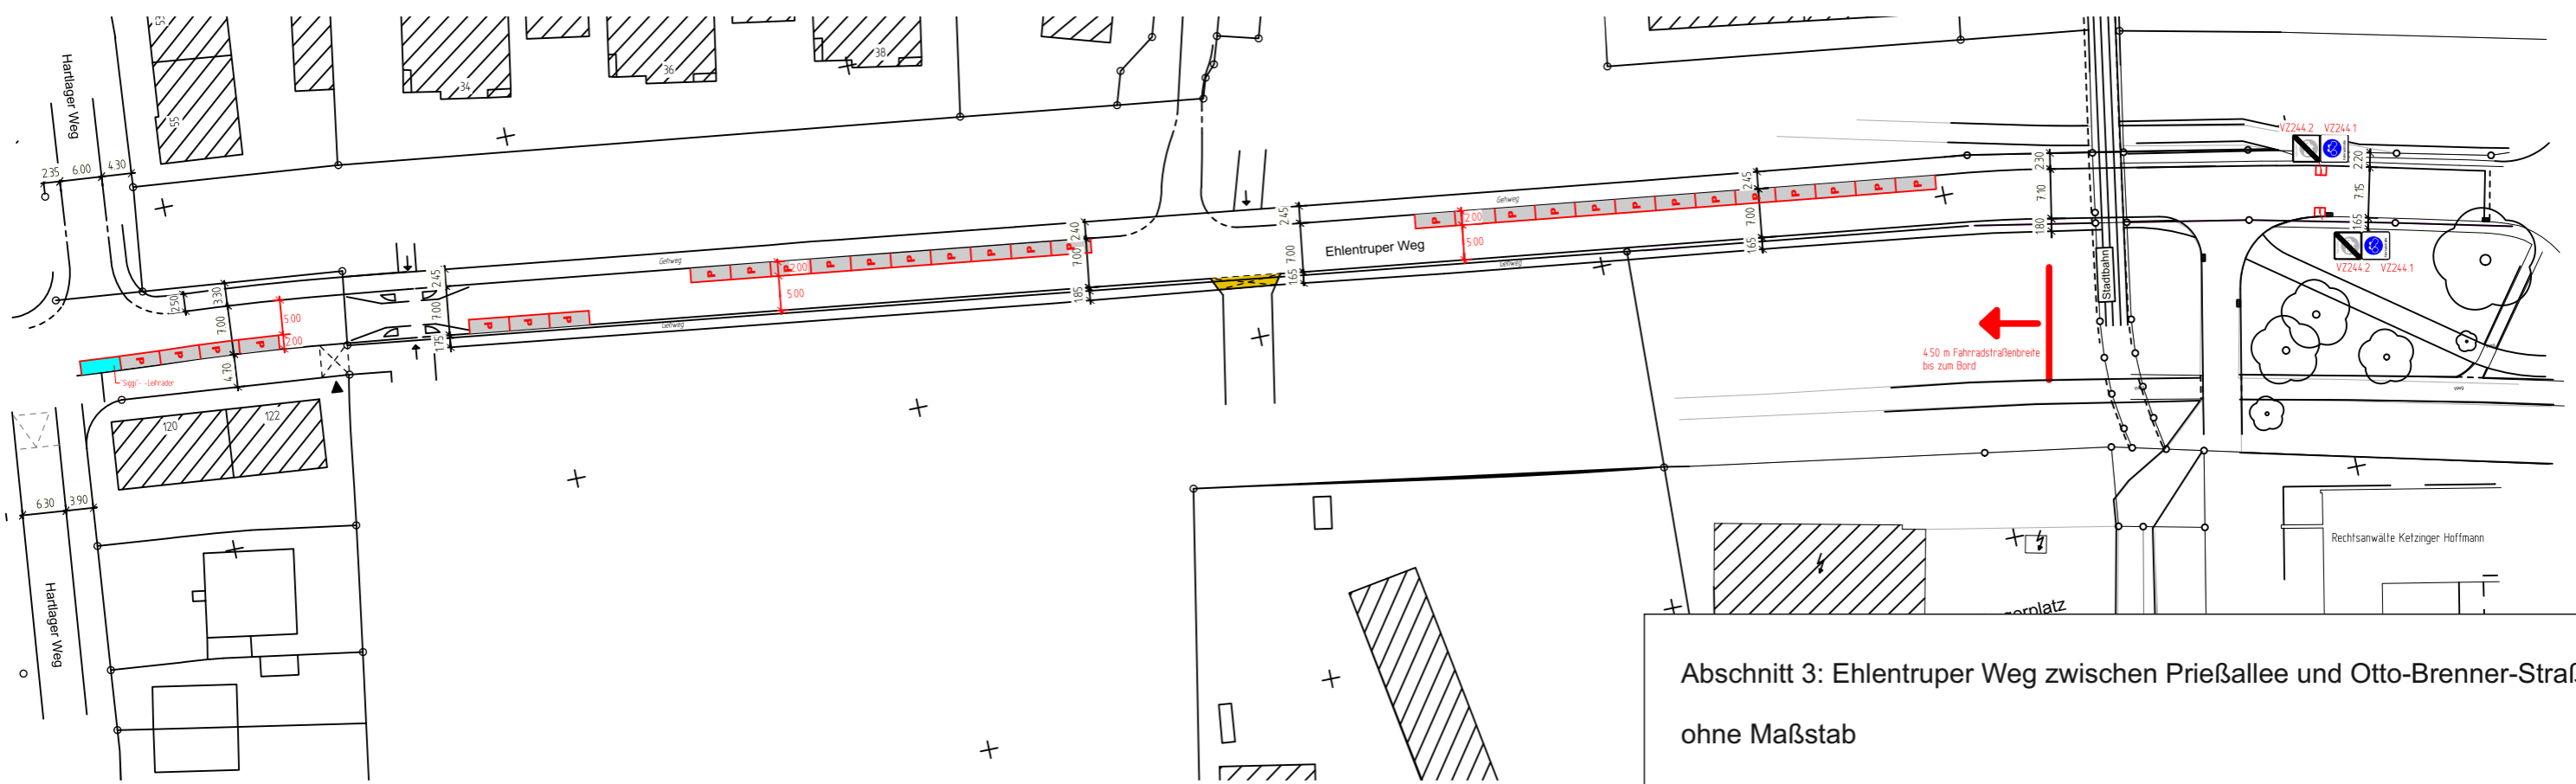 Hartlager Weg
53
55
34
36
38
2.35
6.00
4.30
2.50
3.30
7.00
5.00
2.00
4.70
P
P
P
P
"Siggi"- -Leihräder
120
122
6.30
3.90
Hartlager Weg
2.45
7.00
1.75
P
P
P
Gehweg
Gehweg
P
P
P
P
P
P
P
P
P
P
2.00
5.00
2.40
7.00
1.85
2.45
7.00
1.65
Ehlentruper Weg
Gehweg
Gehweg
P
P
P
P
P
P
P
P
P
P
P
P
P
2.00
5.00
2.45
7.00
1.65
2.30
7.10
1.80
Stadtbahn
4.50 m Fahrradstraßenbreite
bis zum Bord
VZ244.2 VZ244.1
2.20
7.15
1.65
VZ244.2 VZ244.1
Rechtsanwälte Ketzinger Hoffmann
erplatz
Abschnitt 3: Ehlentruper Weg zwischen Prießallee und Otto-Brenner-Straß
ohne Maßstab